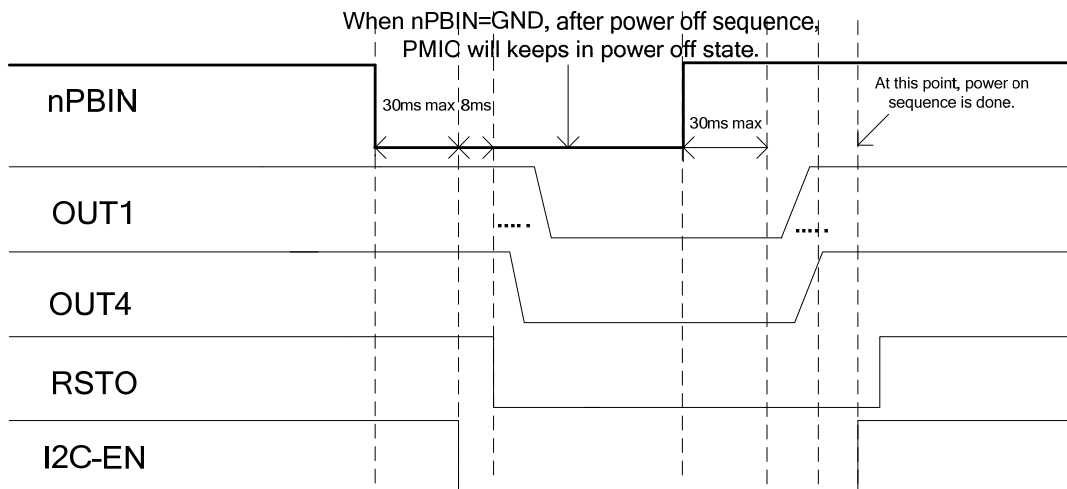 When nPBIN=GND, after power off sequence,
PMIC will keeps in power off state.
nPBIN
30ms max
8ms
30ms max
At this point, power on
sequence is done.
OUT1
OUT4
RSTO
I2C-EN